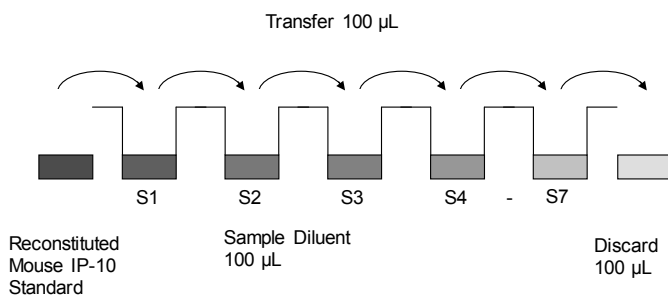 Transfer 100 µL
S1 S2 S3 S4 - S7
Reconstituted
Mouse IP-10
Standard
Sample Diluent
100 µL
Discard
100 µL